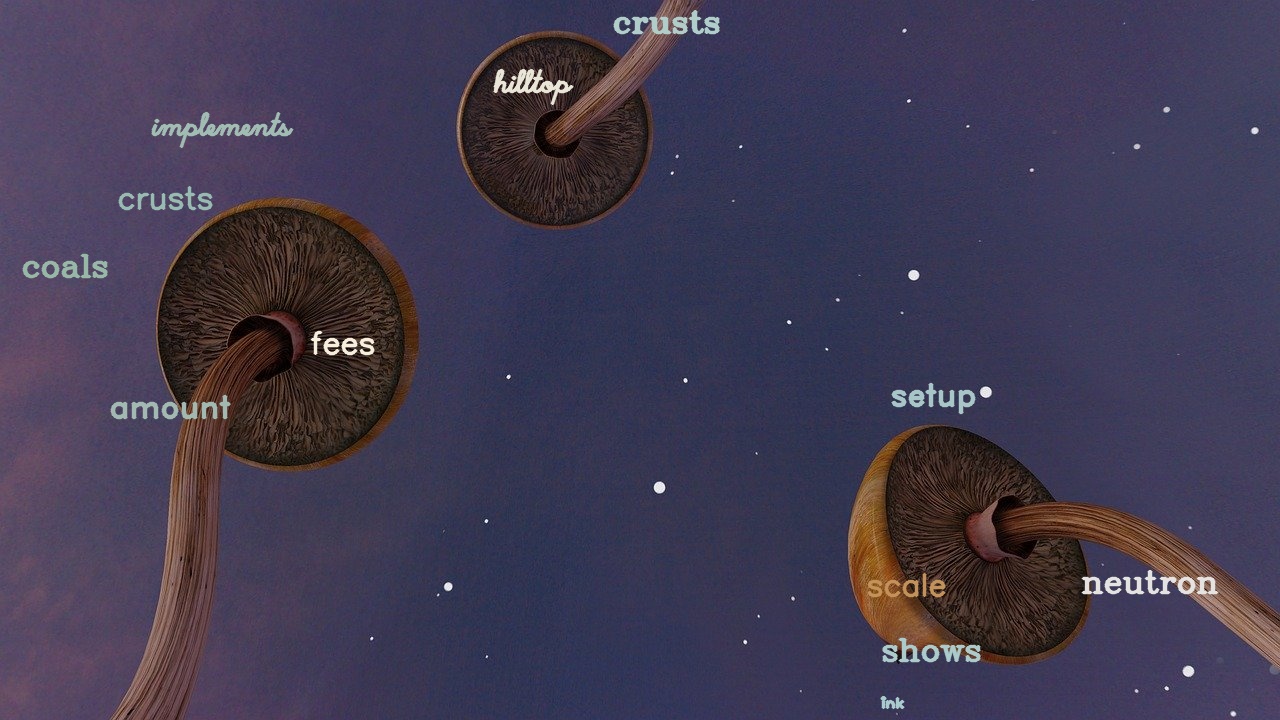 crusts
hilltop
implements
crusts
coals
fees
amount
setup
scale
neutron
shows
ink